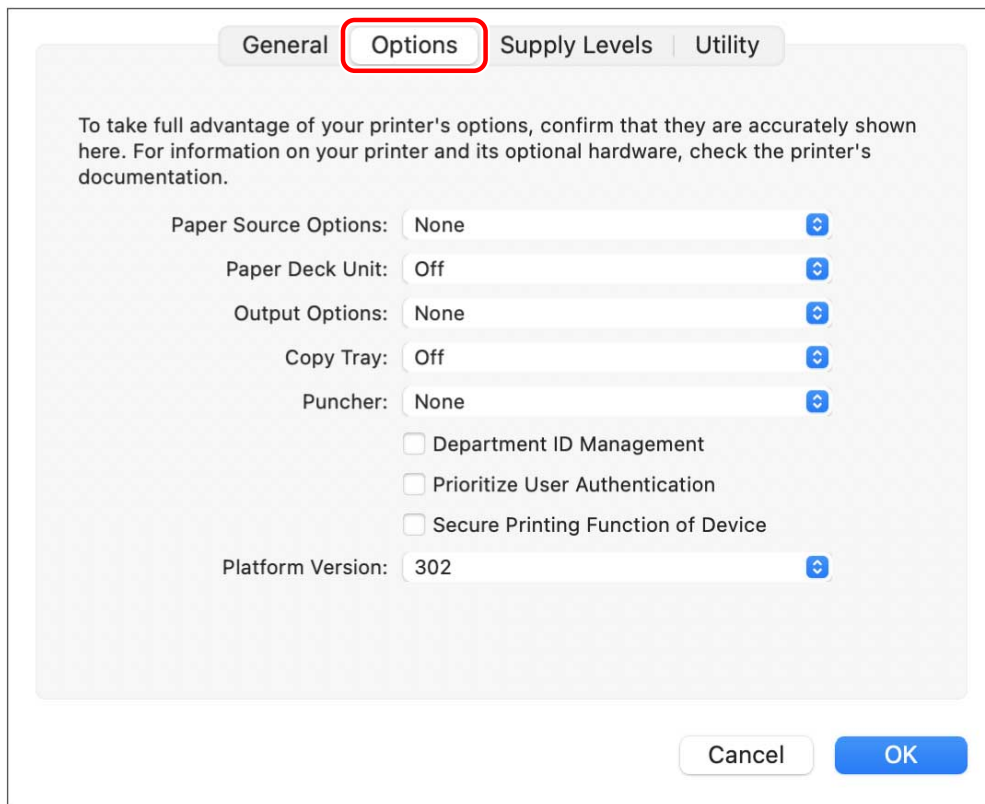 General Options Supply Levels Utility
To take full advantage of your printer's options, confirm that they are accurately shown
here. For information on your printer and its optional hardware, check the printer's
documentation.
Paper Source Options: None
Paper Deck Unit: Off
Output Options: None
Copy Tray: Off
Puncher: None
Department ID Management
Prioritize User Authentication
Secure Printing Function of Device
Platform Version: 302
Cancel OK